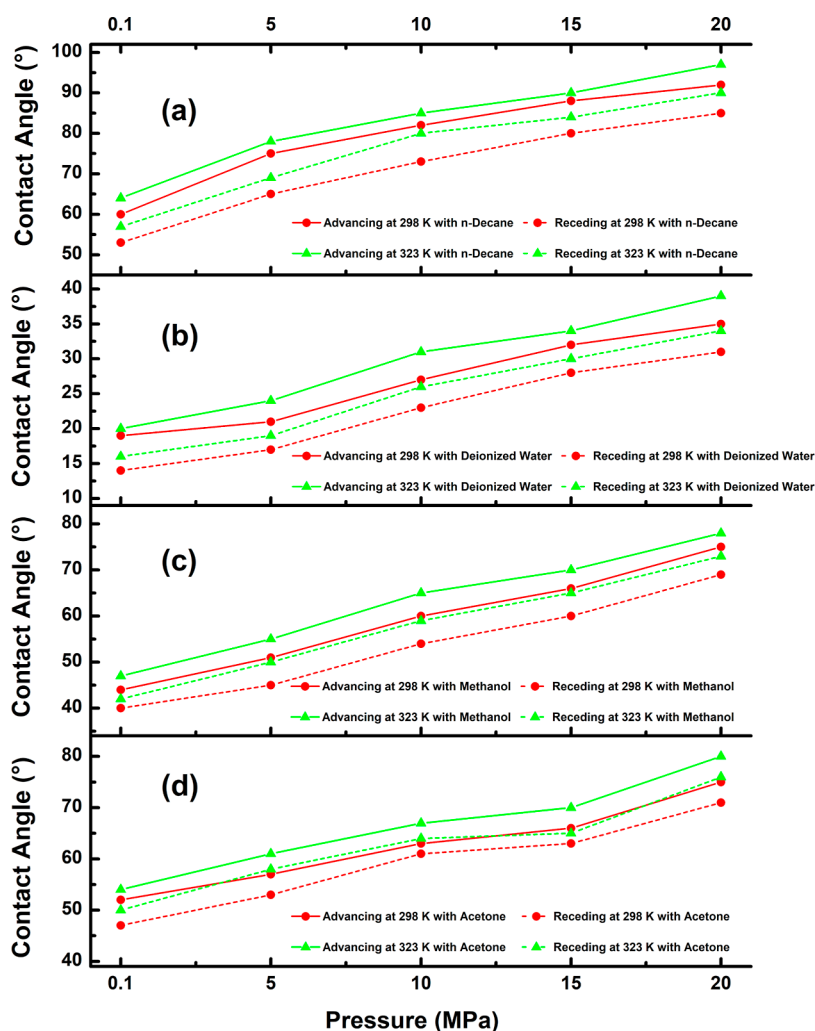 0.1 5 10 15 20
Contact Angle (°)
100
90
80
70
60
50
(a)
Advancing at 298 K with n-Decane Receding at 298 K with n-Decane
Advancing at 323 K with n-Decane Receding at 323 K with n-Decane
Contact Angle (°)
40
35
30
25
20
15
10
(b)
Advancing at 298 K with Deionized Water Receding at 298 K with Deionized Water
Advancing at 323 K with Deionized Water Receding at 323 K with Deionized Water
Contact Angle (°)
80
70
60
50
40
(c)
Advancing at 298 K with Methanol Receding at 298 K with Methanol
Advancing at 323 K with Methanol Receding at 323 K with Methanol
Contact Angle (°)
80
70
60
50
40
(d)
Advancing at 298 K with Acetone Receding at 298 K with Acetone
Advancing at 323 K with Acetone Receding at 323 K with Acetone
0.1 5 10 15 20
Pressure (MPa)